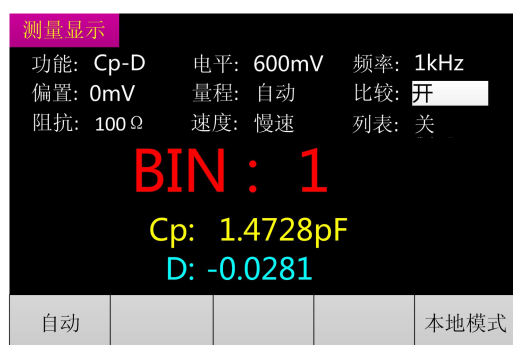 测量显示
功能: Cp-D 电平: 600mV 频率: 1kHz
偏置: 0mV 量程: 自动 比较: 开
阻抗: 100Ω 速度: 慢速 列表: 关
BIN: 1
Cp: 1.4728pF
D: -0.0281
自动 本地模式